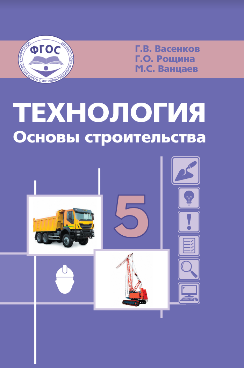 ФГОС
Г.В. Васенков
Г.О. Рощина
М.С. Ванцаев
ТЕХНОЛОГИЯ
Основы строительства
5